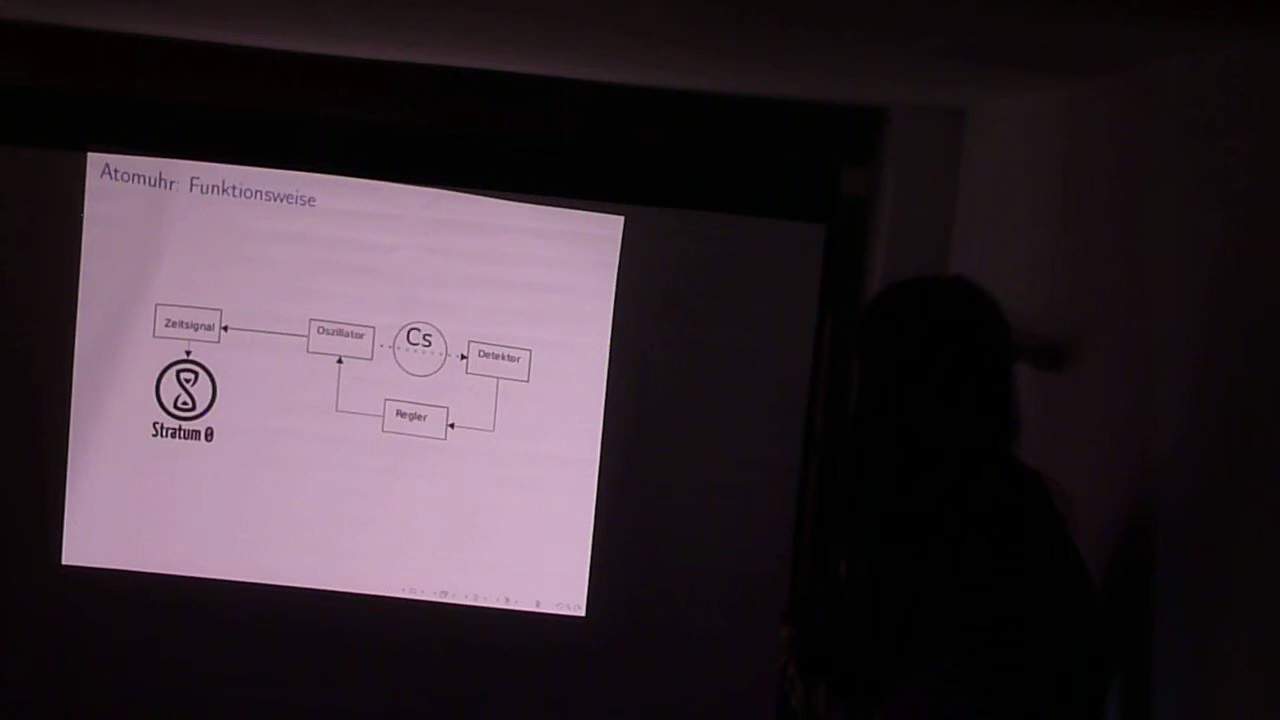 Atomuhr: Funktionsweise
Zeitsignal
Oszillator
Cs
Detektor
Regler
Stratum 0